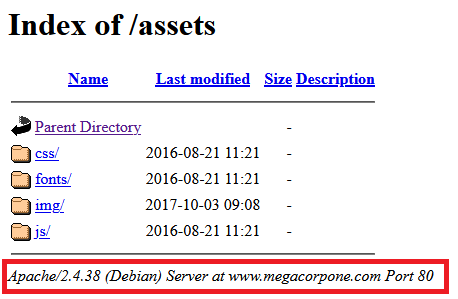 Index of /assets
Name Last modified Size Description
Parent Directory -
css/ 2016-08-21 11:21 -
fonts/ 2016-08-21 11:21 -
img/ 2017-10-03 09:08 -
js/ 2016-08-21 11:21 -
Apache/2.4.38 (Debian) Server at www.megacorpone.com Port 80